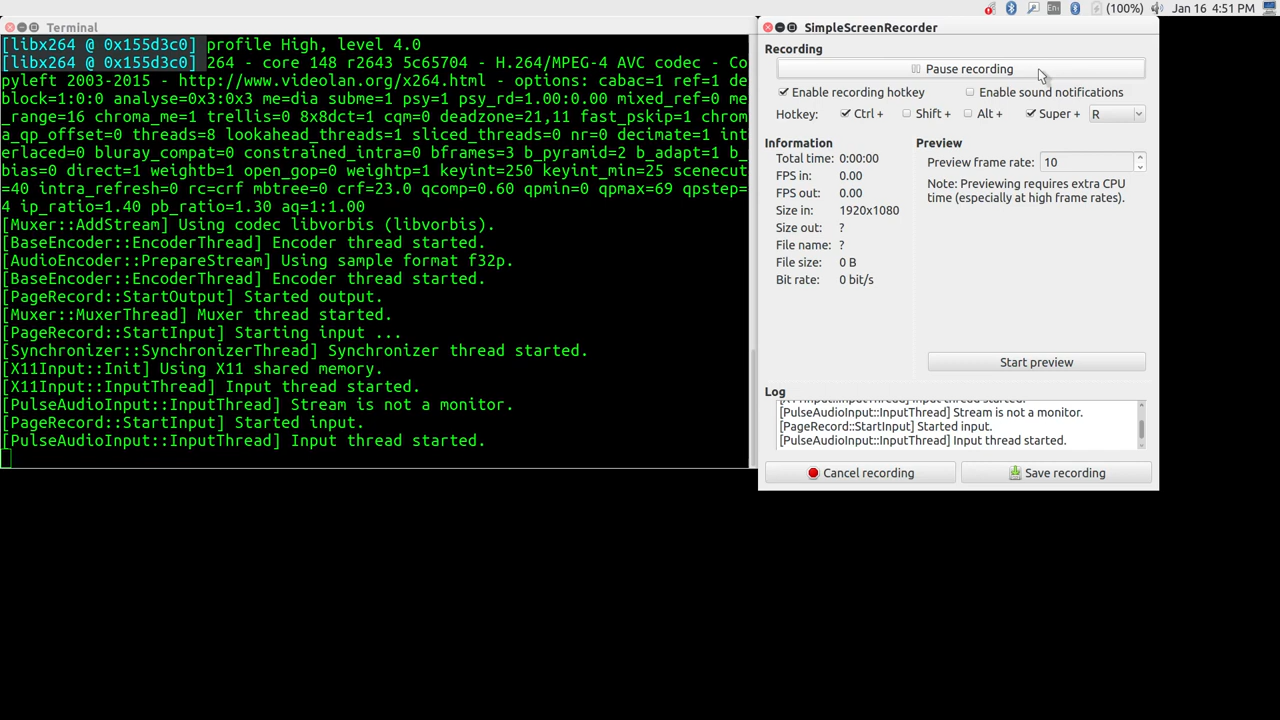 En
(100%)
Jan 16 4:51 PM
Terminal
[libx264 @ 0x155d3c0] profile High, level 4.0
[libx264 @ 0x155d3c0] 264 - core 148 r2643 5c65704 - H.264/MPEG-4 AVC codec - Co
pyleft 2003-2015 - http://www.videolan.org/x264.html - options: cabac=1 ref=1 de
block=1:0:0 analyse=0x3:0x3 me=dia subme=1 psy=1 psy_rd=1.00:0.00 mixed_ref=0 me
_range=16 chroma_me=1 trellis=0 8x8dct=1 cqm=0 deadzone=21,11 fast_pskip=1 chrom
a_qp_offset=0 threads=8 lookahead_threads=1 sliced_threads=0 nr=0 decimate=1 int
erlaced=0 bluray_compat=0 constrained_intra=0 bframes=3 b_pyramid=2 b_adapt=1 b_
bias=0 direct=1 weightb=1 open_gop=0 weightp=1 keyint=250 keyint_min=25 scenecut
=40 intra_refresh=0 rc=crf mbtree=0 crf=23.0 qcomp=0.60 qpmin=0 qpmax=69 qpstep=
4 ip_ratio=1.40 pb_ratio=1.30 aq=1:1.00
[Muxer::AddStream] Using codec libvorbis (libvorbis).
[BaseEncoder::EncoderThread] Encoder thread started.
[AudioEncoder::PrepareStream] Using sample format f32p.
[BaseEncoder::EncoderThread] Encoder thread started.
[PageRecord::StartOutput] Started output.
[Muxer::MuxerThread] Muxer thread started.
[PageRecord::StartInput] Starting input ...
[Synchronizer::SynchronizerThread] Synchronizer thread started.
[X11Input::Init] Using X11 shared memory.
[X11Input::InputThread] Input thread started.
[PulseAudioInput::InputThread] Stream is not a monitor.
[PageRecord::StartInput] Started input.
[PulseAudioInput::InputThread] Input thread started.
SimpleScreenRecorder
Recording
Pause recording
Enable recording hotkey
Enable sound notifications
Hotkey: Ctrl + Shift + Alt + Super + R
Information
Total time: 0:00:00
FPS in: 0.00
FPS out: 0.00
Size in: 1920x1080
Size out: ?
File name: ?
File size: 0 B
Bit rate: 0 bit/s
Preview
Preview frame rate: 10
Note: Previewing requires extra CPU
time (especially at high frame rates).
Start preview
Log
[X11Input::InputThread] Input thread started.
[PulseAudioInput::InputThread] Stream is not a monitor.
[PageRecord::StartInput] Started input.
[PulseAudioInput::InputThread] Input thread started.
Cancel recording
Save recording